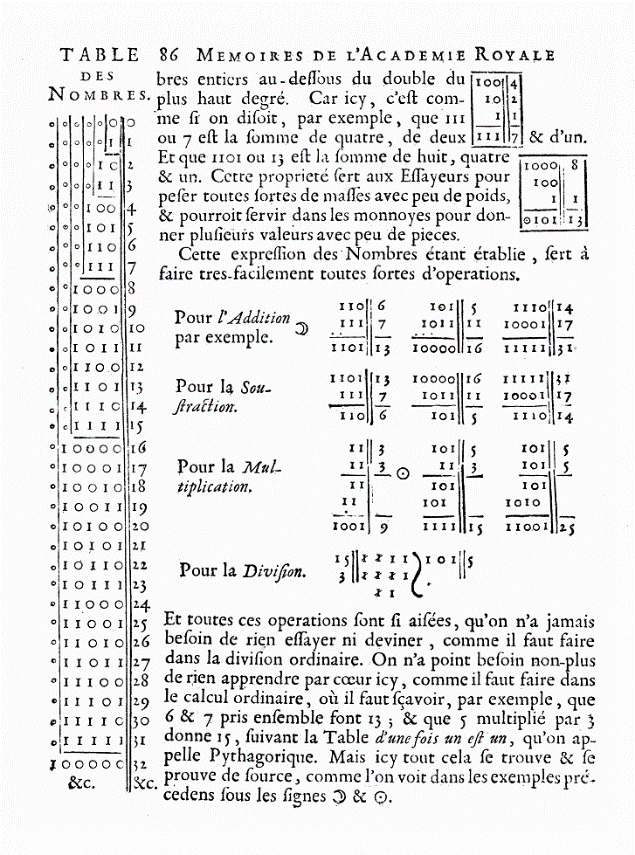 TABLE 86 MEMOIRES DE L'ACADEMIE ROYALE
DES
NOMBRES.
0 0 0 0 0 0 0
0 0 0 0 0 1 1
0 0 0 0 1 0 2
0 0 0 0 1 1 3
0 0 0 1 0 0 4
0 0 0 1 0 1 5
0 0 0 1 1 0 6
0 0 0 1 1 1 7
0 0 1 0 0 0 8
0 0 1 0 0 1 9
0 0 1 0 1 0 10
0 0 1 0 1 1 11
0 0 1 1 0 0 12
0 0 1 1 0 1 13
0 0 1 1 1 0 14
0 0 1 1 1 1 15
0 1 0 0 0 0 16
0 1 0 0 0 1 17
0 1 0 0 1 0 18
0 1 0 0 1 1 19
0 1 0 1 0 0 20
0 1 0 1 0 1 21
0 1 0 1 1 0 22
0 1 0 1 1 1 23
0 1 1 0 0 0 24
0 1 1 0 0 1 25
0 1 1 0 1 0 26
0 1 1 0 1 1 27
0 1 1 1 0 0 28
0 1 1 1 0 1 29
0 1 1 1 1 0 30
0 1 1 1 1 1 31
1 0 0 0 0 0 32
&c. &c.
bres entiers au-deſſous du double du
plus haut degré. Car icy, c'eſt com-
me ſi on diſoit, par exemple, que 111
ou 7 eſt la ſomme de quatre, de deux & d'un.
100 4
10 2
1 1
111 7
Et que 1101 ou 13 eſt la ſomme de huit, quatre
& un. Cette proprieté ſert aux Eſſayeurs pour
peſer toutes ſortes de maſſes avec peu de poids,
& pourroit ſervir dans les monnoyes pour don-
ner pluſieurs valeurs avec peu de pieces.
1000 8
100
1 1
0101 13
Cette expreſſion des Nombres étant établie, ſert à
faire tres-facilement toutes ſortes d'operations.
Pour l'Addition
par exemple. ☽
110 6 101 5 1110 14
111 7 1011 11 10001 17
1101 13 10000 16 11111 31
Pour la Sou-
ſtraction.
1101 13 10000 16 11111 31
111 7 1011 11 10001 17
110 6 101 5 1110 14
Pour la Mul-
tiplication.
11 3 101 5 101 5
11 3 ⊙ 11 3 101 5
11 101 101
11 101 1010
1001 9 1111 15 11001 25
Pour la Diviſion.
15 1 1 1 1 101 5
3 1 1 1 1
1 1
Et toutes ces operations ſont ſi aiſées, qu'on n'a jamais
beſoin de rien eſſayer ni deviner, comme il faut faire
dans la diviſion ordinaire. On n'a point beſoin non-plus
de rien apprendre par cœur icy, comme il faut faire dans
le calcul ordinaire, où il faut ſçavoir, par exemple, que
6 & 7 pris enſemble font 13; & que 5 multiplié par 3
donne 15, ſuivant la Table d'une fois un eſt un, qu'on ap-
pelle Pythagorique. Mais icy tout cela ſe trouve & ſe
prouve de ſource, comme l'on voit dans les exemples pré-
cedens ſous les ſignes ☽ & ⊙.